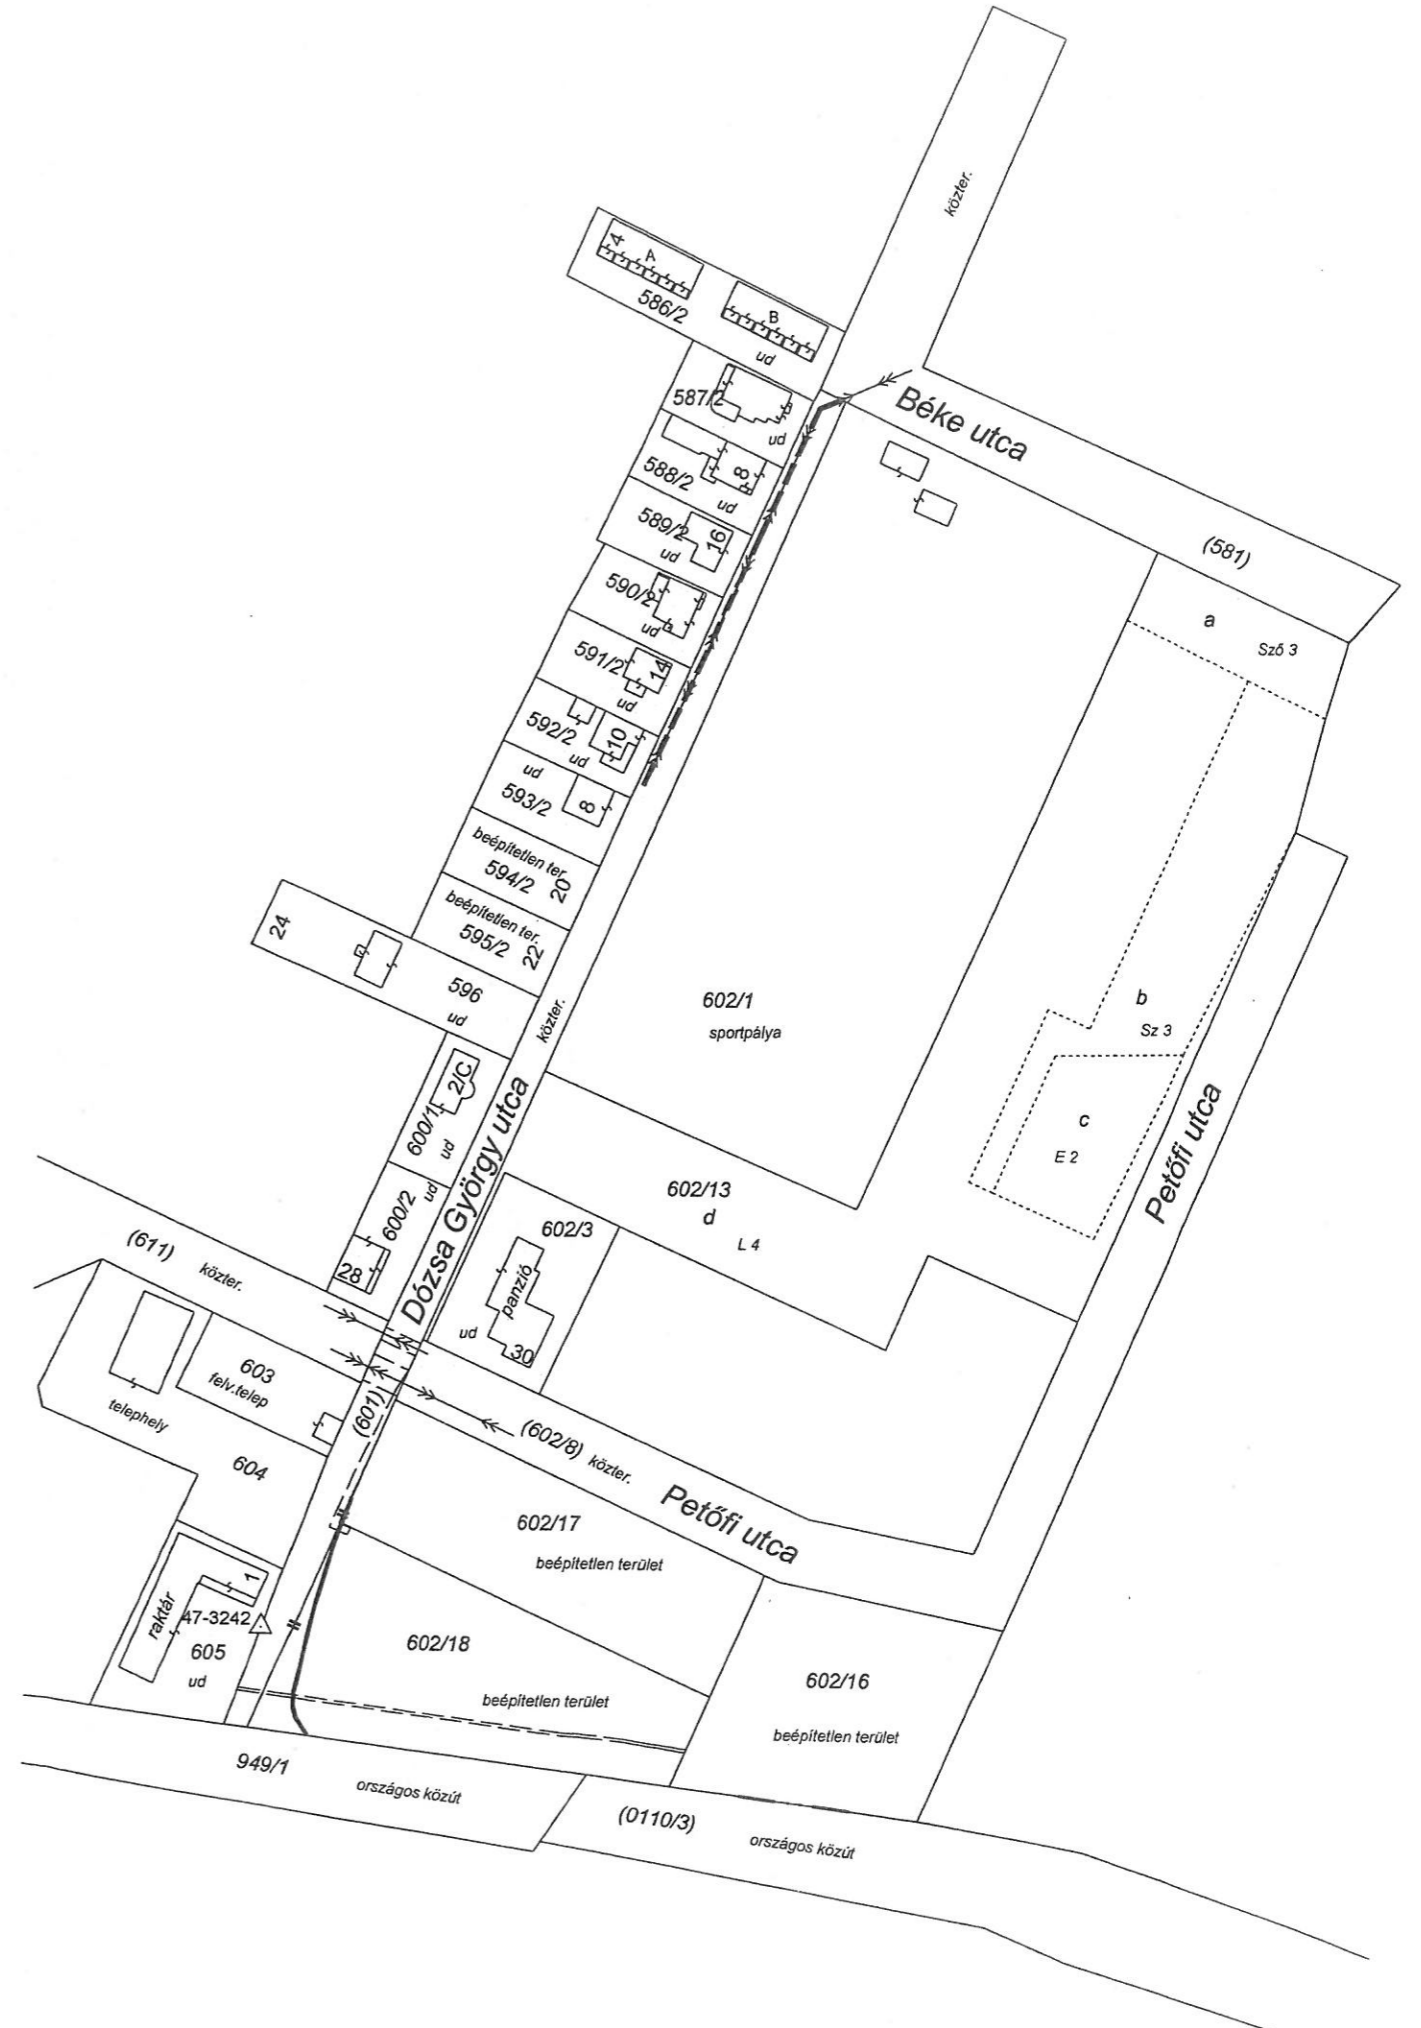 közter.
4
A
586/2
B
ud
587/2
ud
Béke utca
588/2
8
ud
589/2
16
ud
(581)
590/2
ud
a
Sző 3
591/2
14
ud
592/2
10
ud
ud
593/2
8
beépítetlen ter.
594/2
20
beépítetlen ter.
595/2
22
24
596
ud
közter.
602/1
sportpálya
b
Sz 3
2/C
600/1
ud
c
E 2
Dózsa György utca
Petőfi utca
600/2
ud
602/13
d
L 4
602/3
(611)
közter.
28
panzió
ud
30
603
felv.telep
telephely
(601)
604
(602/8)
közter.
Petőfi utca
602/17
beépítetlen terület
1
raktár
47-3242
605
ud
602/18
beépítetlen terület
602/16
beépítetlen terület
949/1
országos közút
(0110/3)
országos közút